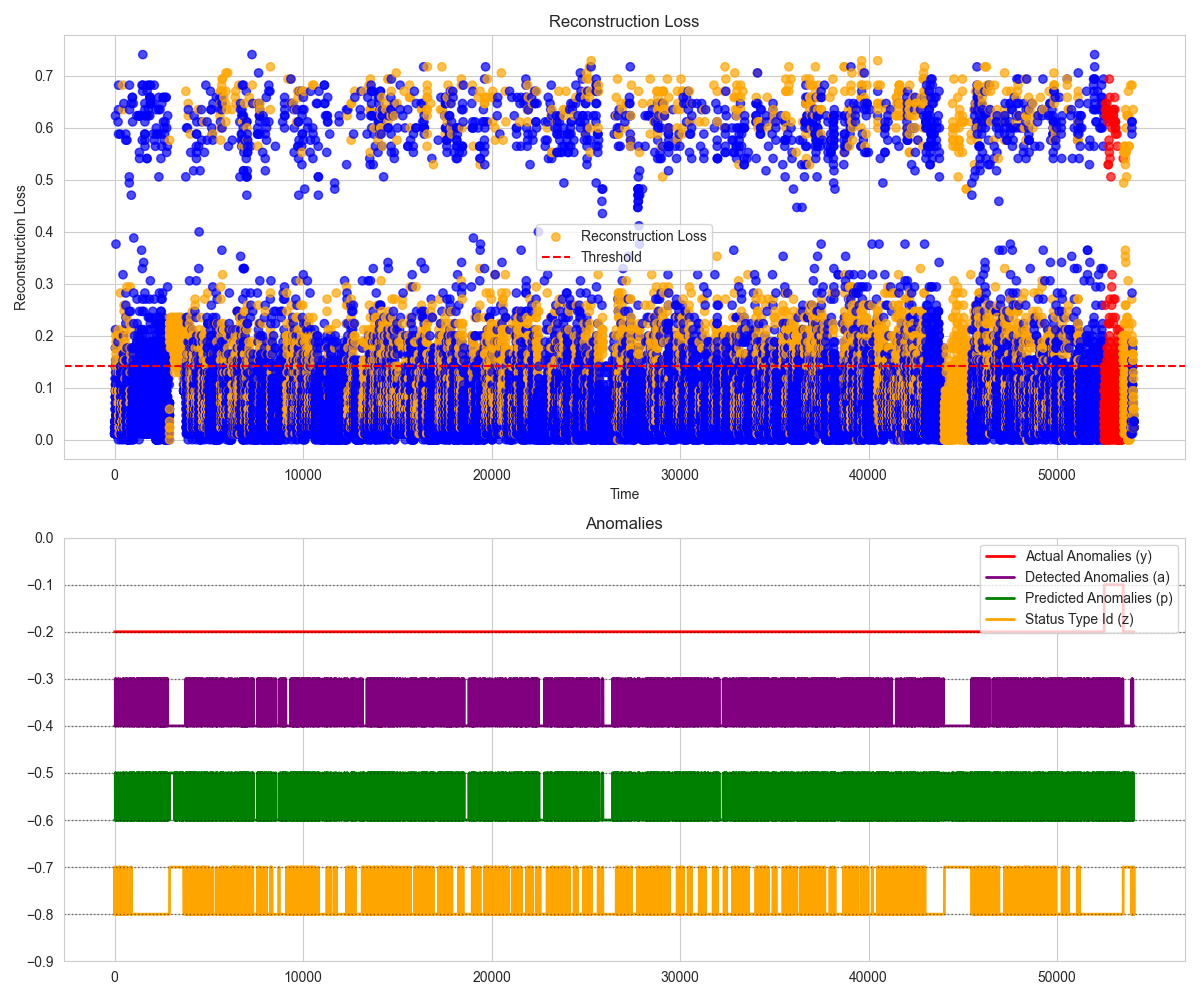 Reconstruction Loss
Reconstruction Loss
0.7
0.6
0.5
0.4
0.3
0.2
0.1
0.0
Reconstruction Loss
Threshold
0 10000 20000 30000 40000 50000
Time
Anomalies
0.0
−0.1
−0.2
−0.3
−0.4
−0.5
−0.6
−0.7
−0.8
−0.9
Actual Anomalies (y)
Detected Anomalies (a)
Predicted Anomalies (p)
Status Type Id (z)
0 10000 20000 30000 40000 50000